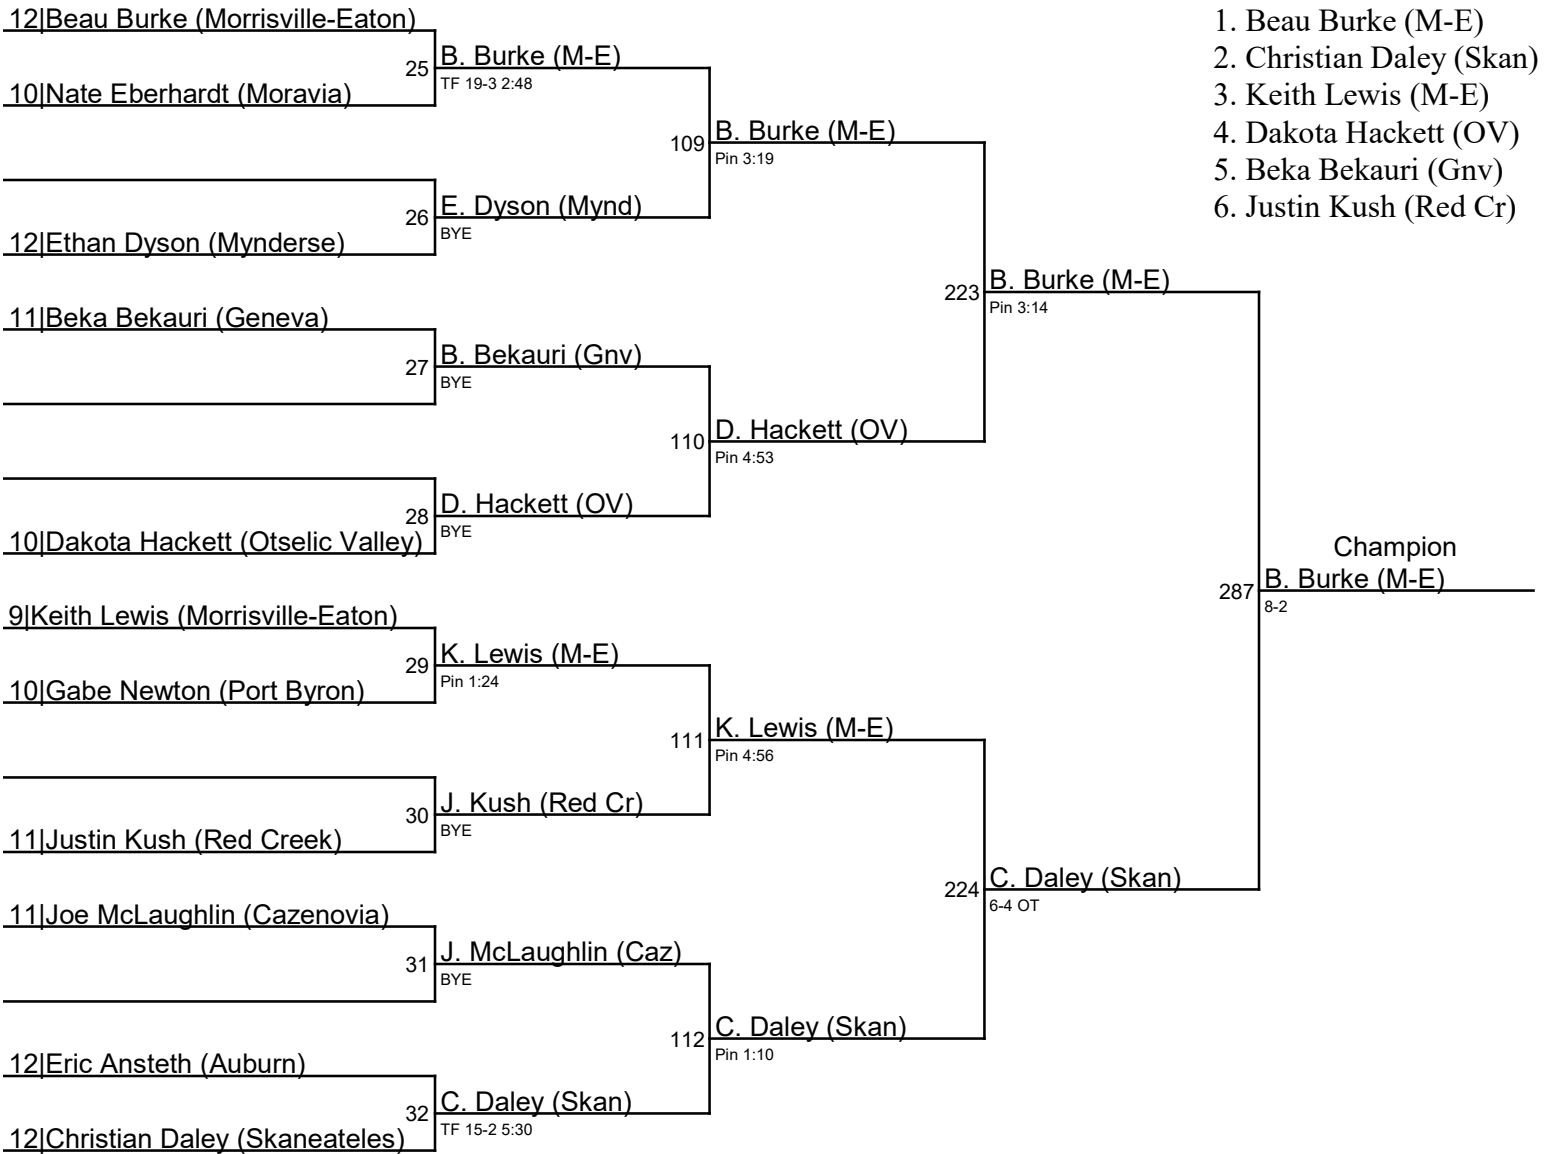 12|Beau Burke (Morrisville-Eaton)
25
B. Burke (M-E)
TF 19-3 2:48
10|Nate Eberhardt (Moravia)
109
B. Burke (M-E)
Pin 3:19
26
E. Dyson (Mynd)
BYE
12|Ethan Dyson (Mynderse)
223
B. Burke (M-E)
Pin 3:14
11|Beka Bekauri (Geneva)
27
B. Bekauri (Gnv)
BYE
110
D. Hackett (OV)
Pin 4:53
28
D. Hackett (OV)
BYE
10|Dakota Hackett (Otselic Valley)
Champion
287
B. Burke (M-E)
8-2
9|Keith Lewis (Morrisville-Eaton)
29
K. Lewis (M-E)
Pin 1:24
10|Gabe Newton (Port Byron)
111
K. Lewis (M-E)
Pin 4:56
30
J. Kush (Red Cr)
BYE
11|Justin Kush (Red Creek)
224
C. Daley (Skan)
6-4 OT
11|Joe McLaughlin (Cazenovia)
31
J. McLaughlin (Caz)
BYE
112
C. Daley (Skan)
Pin 1:10
12|Eric Ansteth (Auburn)
32
C. Daley (Skan)
TF 15-2 5:30
12|Christian Daley (Skaneateles)
1. Beau Burke (M-E)
2. Christian Daley (Skan)
3. Keith Lewis (M-E)
4. Dakota Hackett (OV)
5. Beka Bekauri (Gnv)
6. Justin Kush (Red Cr)